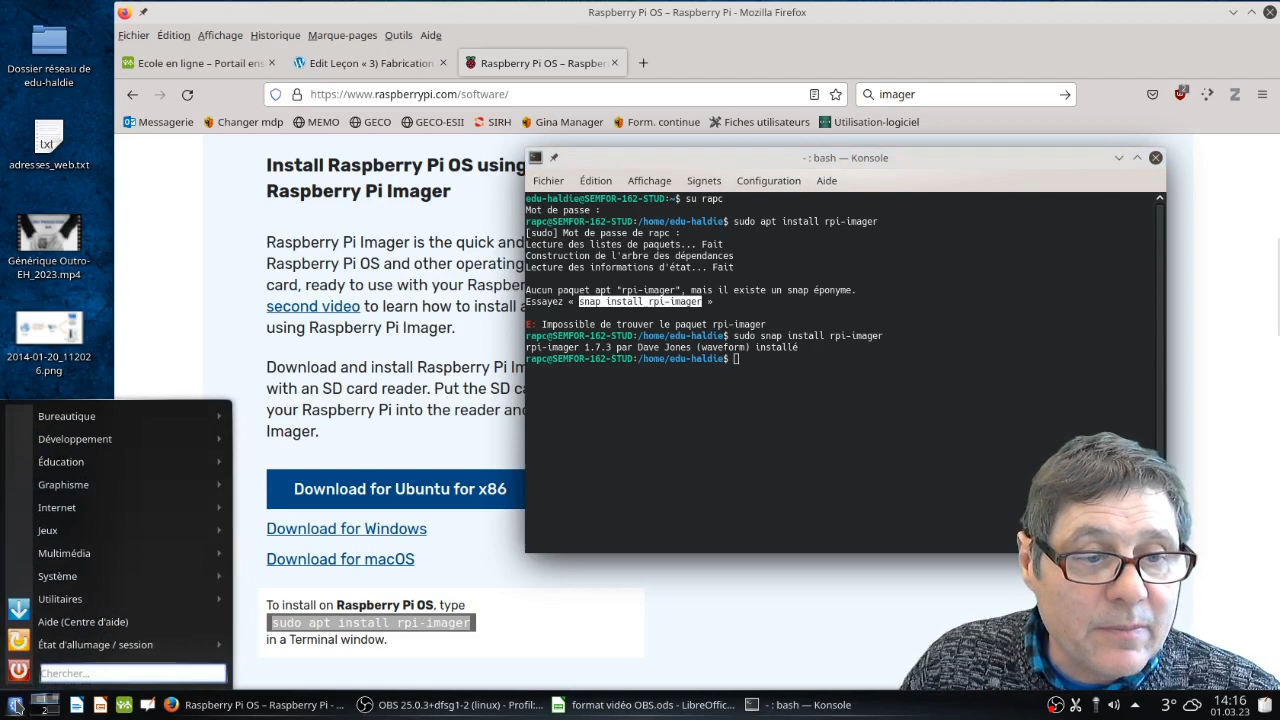 Raspberry Pi OS – Raspberry Pi - Mozilla Firefox
Fichier Édition Affichage Historique Marque-pages Outils Aide
Ecole en ligne – Portail ens
Edit Leçon « 3) Fabrication
Raspberry Pi OS – Raspber
https://www.raspberrypi.com/software/
imager
Messagerie Changer mdp MEMO GECO GECO-ESII SIRH Gina Manager Form. continue Fiches utilisateurs Utilisation-logiciel
Dossier réseau de
edu-haldie
txt
adresses_web.txt
Générique Outro-
EH_2023.mp4
2014-01-20_11202
6.png
Install Raspberry Pi OS using
Raspberry Pi Imager
Raspberry Pi Imager is the quick and
Raspberry Pi OS and other operating
card, ready to use with your Raspber
second video to learn how to install a
using Raspberry Pi Imager.
Download and install Raspberry Pi Im
with an SD card reader. Put the SD ca
your Raspberry Pi into the reader and
Imager.
Download for Ubuntu for x86
Download for Windows
Download for macOS
To install on Raspberry Pi OS, type
sudo apt install rpi-imager
in a Terminal window.
- : bash — Konsole
Fichier Édition Affichage Signets Configuration Aide
edu-haldie@SEMFOR-162-STUD:~$ su rapc
Mot de passe :
rapc@SEMFOR-162-STUD:/home/edu-haldie$ sudo apt install rpi-imager
[sudo] Mot de passe de rapc :
Lecture des listes de paquets... Fait
Construction de l'arbre des dépendances
Lecture des informations d'état... Fait
Aucun paquet apt "rpi-imager", mais il existe un snap éponyme.
Essayez « snap install rpi-imager »
E: Impossible de trouver le paquet rpi-imager
rapc@SEMFOR-162-STUD:/home/edu-haldie$ sudo snap install rpi-imager
rpi-imager 1.7.3 par Dave Jones (waveform) installé
rapc@SEMFOR-162-STUD:/home/edu-haldie$
Bureautique
Développement
Éducation
Graphisme
Internet
Jeux
Multimédia
Système
Utilitaires
Aide (Centre d'aide)
État d'allumage / session
Chercher...
2
Raspberry Pi OS – Raspberry Pi - ...
OBS 25.0.3+dfsg1-2 (linux) - Profil:...
format vidéo OBS.ods - LibreOffic...
- : bash — Konsole
3°
14:16
01.03.23